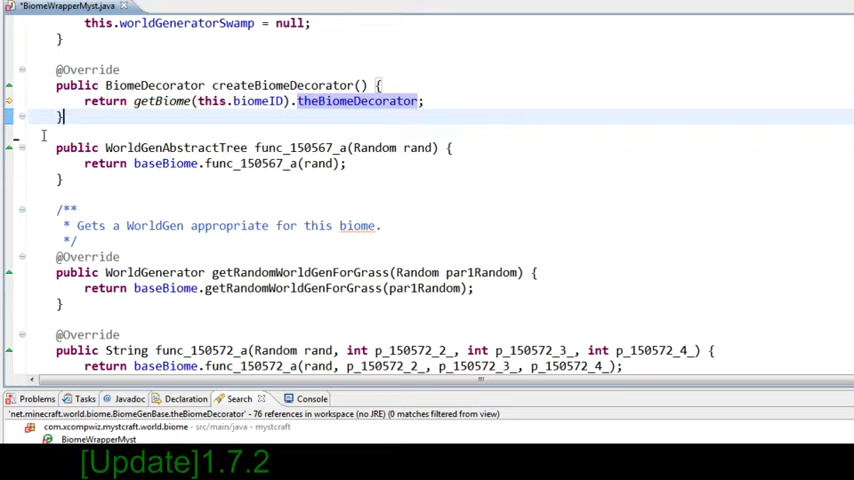 *BiomeWrapperMyst.java
this.worldGeneratorSwamp = null;
}
@Override
public BiomeDecorator createBiomeDecorator() {
return getBiome(this.biomeID).theBiomeDecorator;
}
public WorldGenAbstractTree func_150567_a(Random rand) {
return baseBiome.func_150567_a(rand);
}
/**
* Gets a WorldGen appropriate for this biome.
*/
@Override
public WorldGenerator getRandomWorldGenForGrass(Random par1Random) {
return baseBiome.getRandomWorldGenForGrass(par1Random);
}
@Override
public String func_150572_a(Random rand, int p_150572_2_, int p_150572_3_, int p_150572_4_) {
return baseBiome.func_150572_a(rand, p_150572_2_, p_150572_3_, p_150572_4_);
Problems Tasks Javadoc Declaration Search Console
'net.minecraft.world.biome.BiomeGenBase.theBiomeDecorator' - 76 references in workspace (no JRE) (0 matches filtered from view)
com.xcompwiz.mystcraft.world.biome - src/main/java - mystcraft
BiomeWrapperMyst
[Update]1.7.2